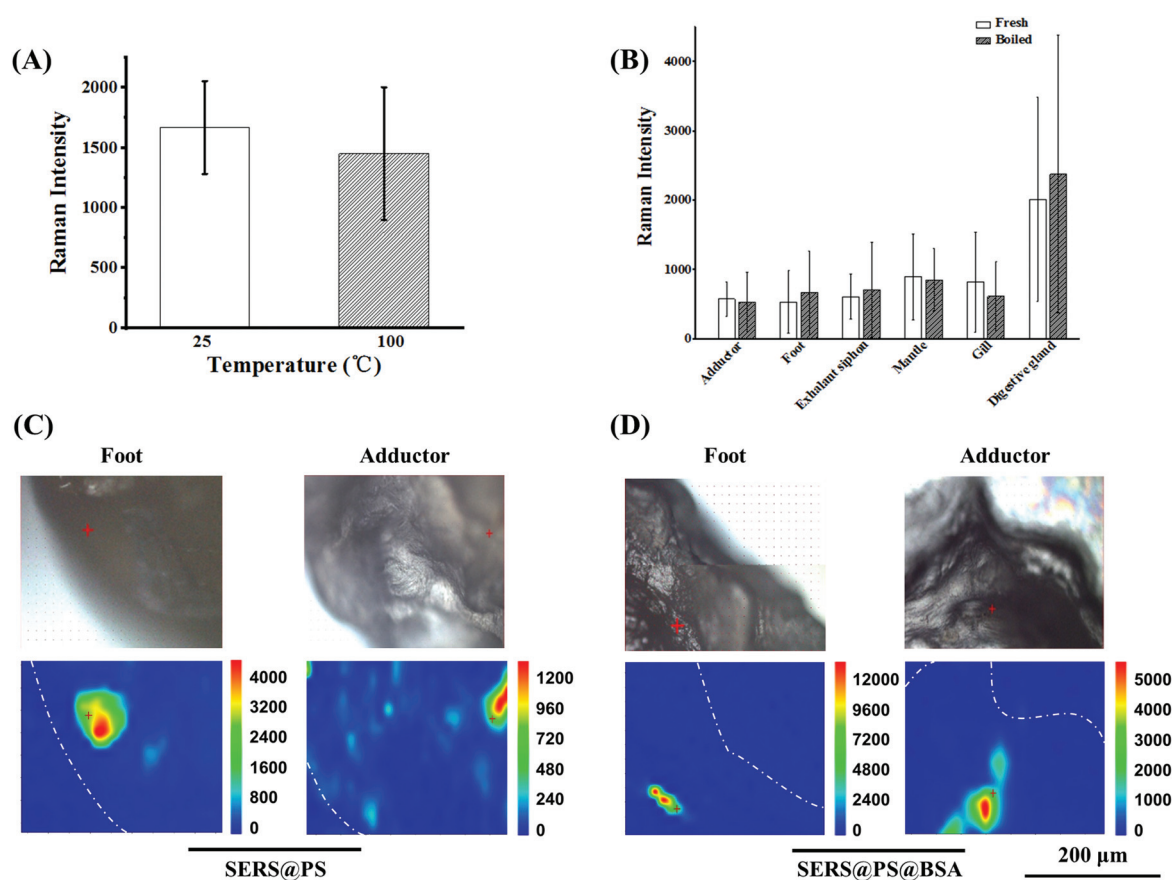 (A)
Raman Intensity
2000
1500
1000
500
0
25
100
Temperature (℃)
(B)
Fresh
Boiled
Raman Intensity
4000
3000
2000
1000
0
Adductor
Foot
Exhalant siphon
Mantle
Gill
Digestive gland
(C)
Foot
Adductor
4000
3200
2400
1600
800
0
1200
960
720
480
240
0
SERS@PS
(D)
Foot
Adductor
12000
9600
7200
4800
2400
0
5000
4000
3000
2000
1000
0
SERS@PS@BSA
200 μm